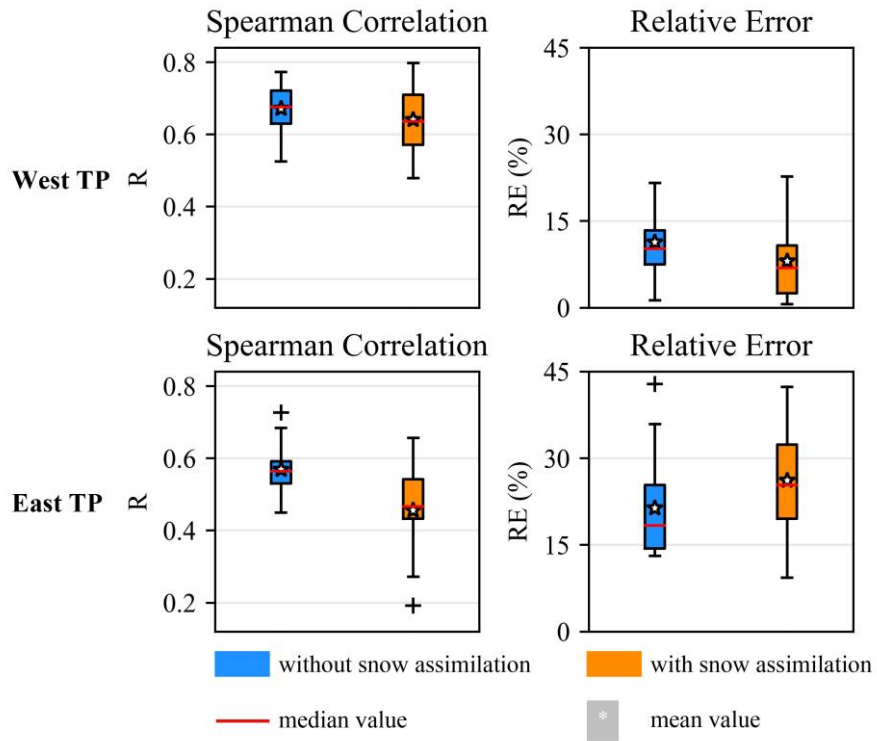 Spearman Correlation Relative Error
West TP
R
0.8
0.6
0.4
0.2
RE (%)
45
30
15
0
Spearman Correlation Relative Error
East TP
R
0.8
0.6
0.4
0.2
RE (%)
45
30
15
0
without snow assimilation with snow assimilation
median value * mean value